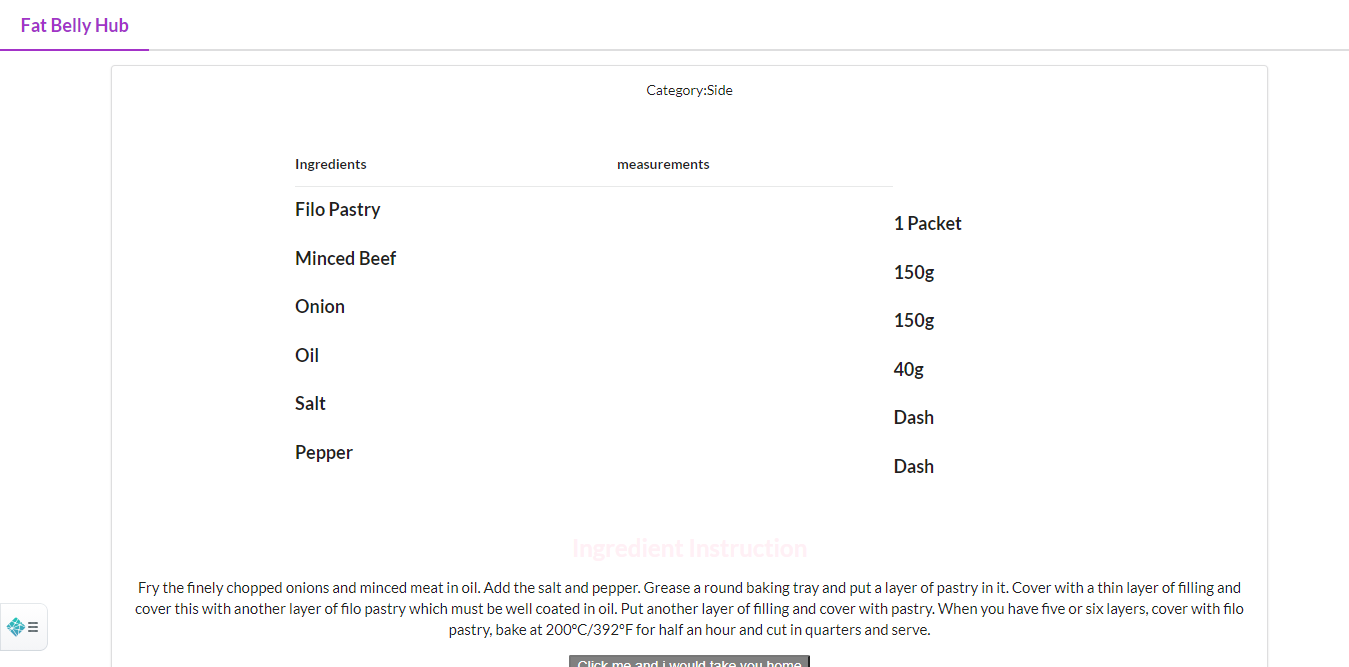 Fat Belly Hub
Category:Side
Ingredients measurements
Filo Pastry
1 Packet
Minced Beef
150g
Onion
150g
Oil
40g
Salt
Dash
Pepper
Dash
Ingredient Instruction
Fry the finely chopped onions and minced meat in oil. Add the salt and pepper. Grease a round baking tray and put a layer of pastry in it. Cover with a thin layer of filling and
cover this with another layer of filo pastry which must be well coated in oil. Put another layer of filling and cover with pastry. When you have five or six layers, cover with filo
pastry, bake at 200ºC/392ºF for half an hour and cut in quarters and serve.
Click me and i would take you home